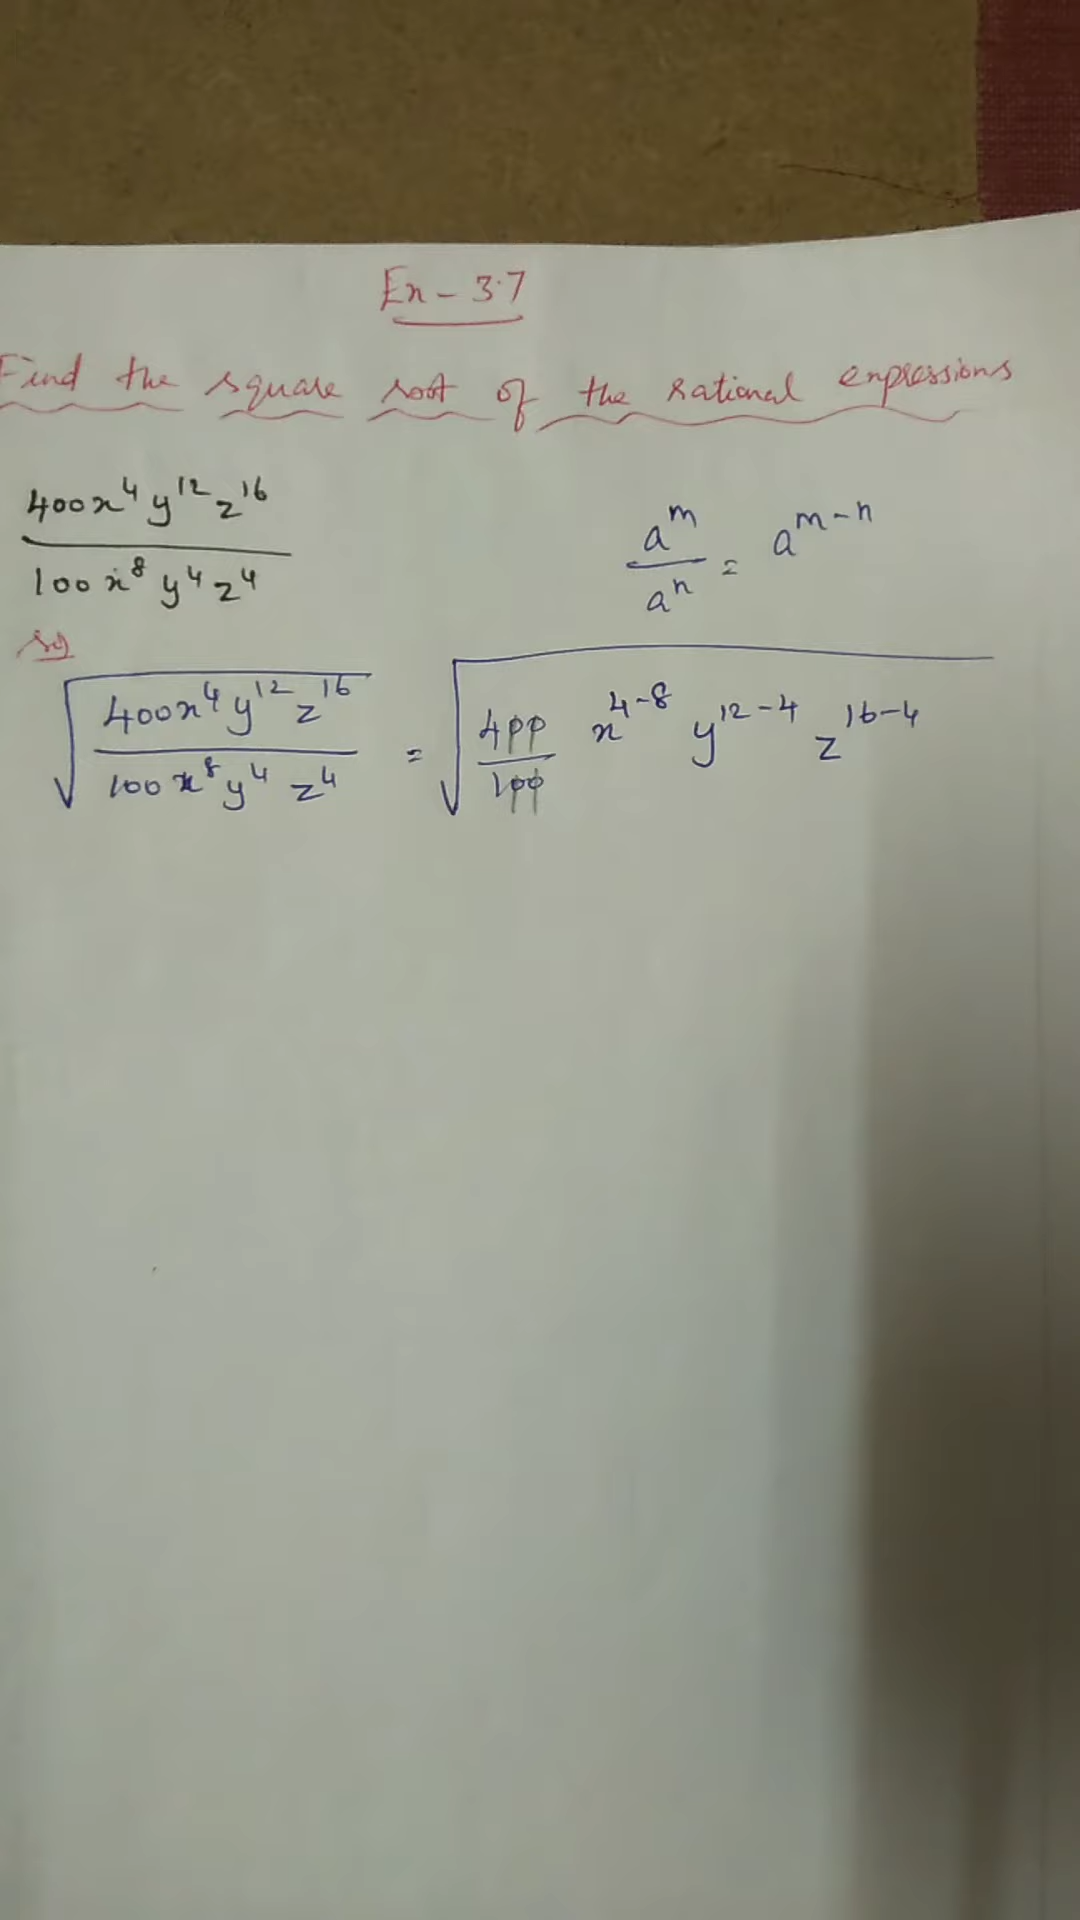 Ex - 3.7
Find the square root of the rational expressions
400x⁴y¹²z¹⁶ / 100x⁸y⁴z⁴
aᵐ / aⁿ = aᵐ⁻ⁿ
√(400x⁴y¹²z¹⁶ / 100x⁸y⁴z⁴) = √(400/100 x⁴⁻⁸ y¹²⁻⁴ z¹⁶⁻⁴)